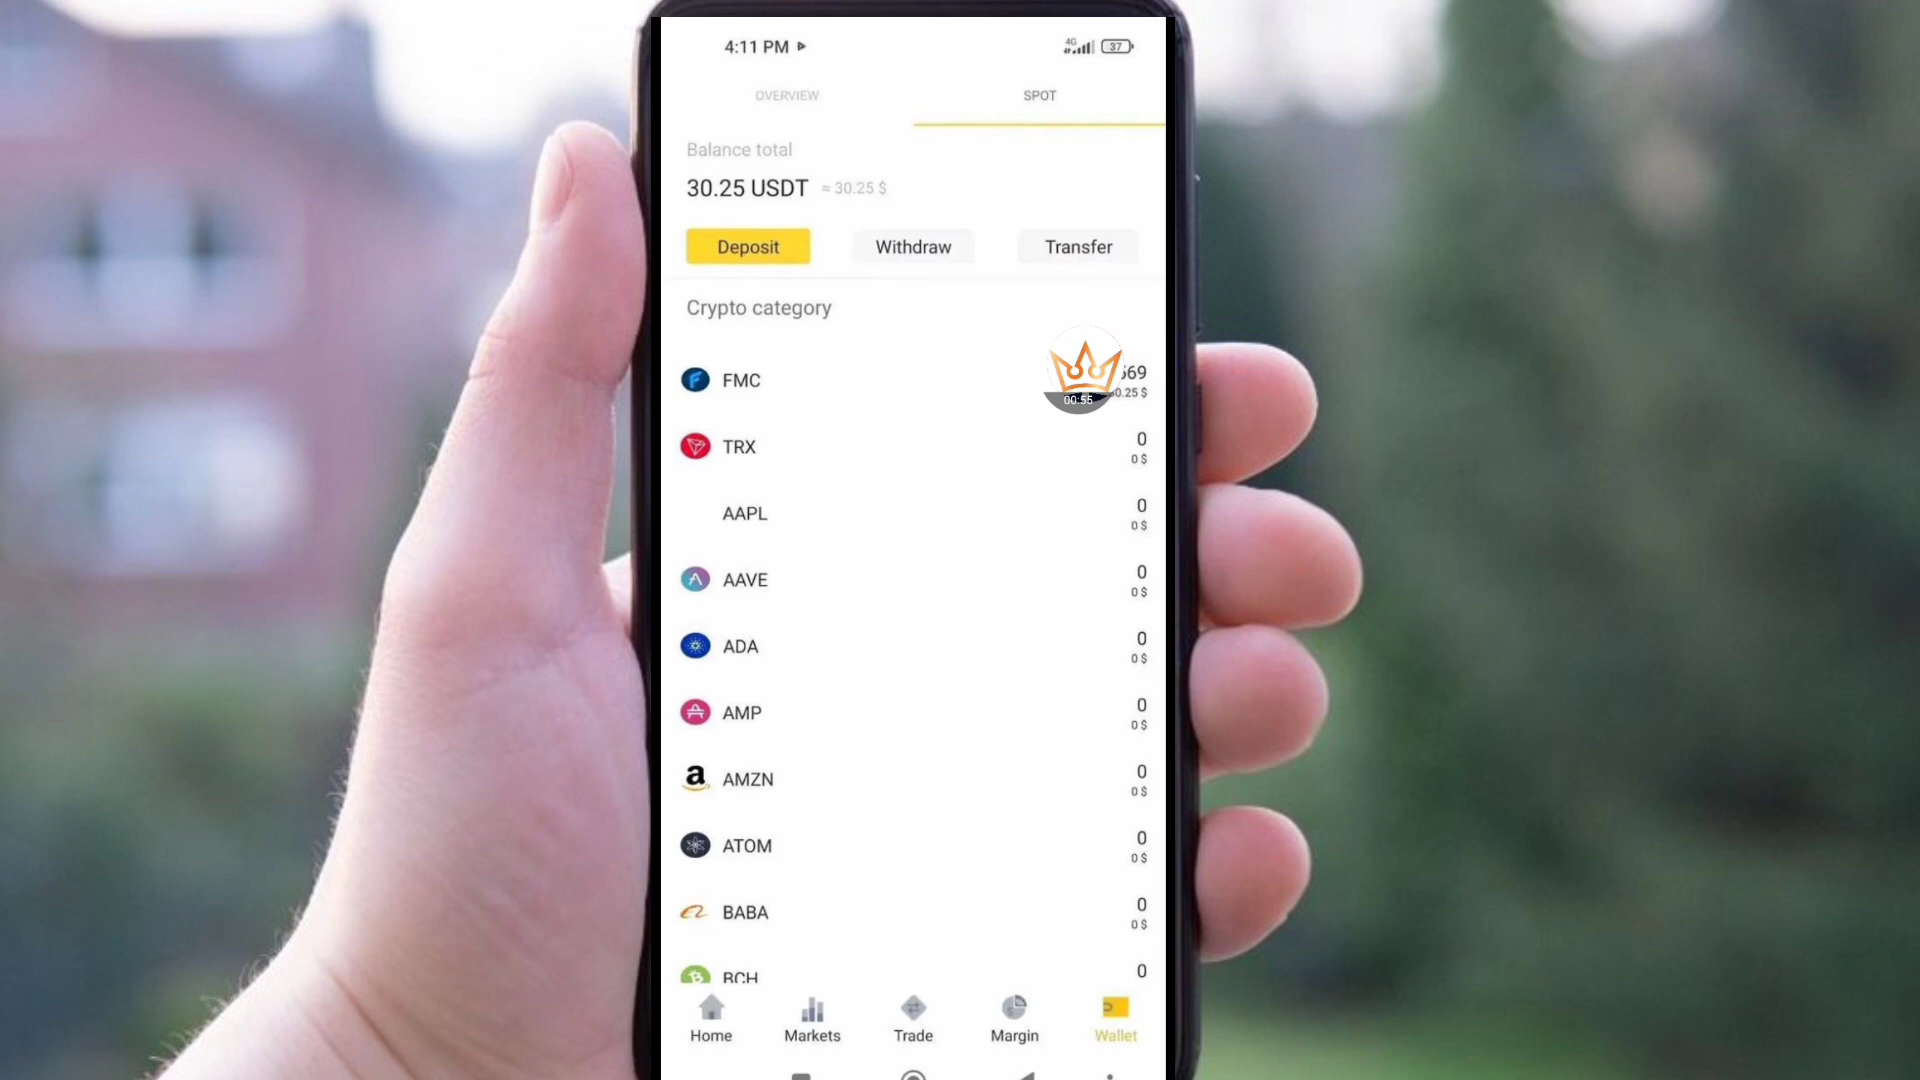 4:11 PM
4G
37
OVERVIEW
SPOT
Balance total
30.25 USDT ≈ 30.25 $
Deposit
Withdraw
Transfer
Crypto category
FMC
00:55
TRX
0
0 $
AAPL
0
0 $
AAVE
0
0 $
ADA
0
0 $
AMP
0
0 $
a
AMZN
0
0 $
ATOM
0
0 $
BABA
0
0 $
BCH
0
Home
Markets
Trade
Margin
Wallet